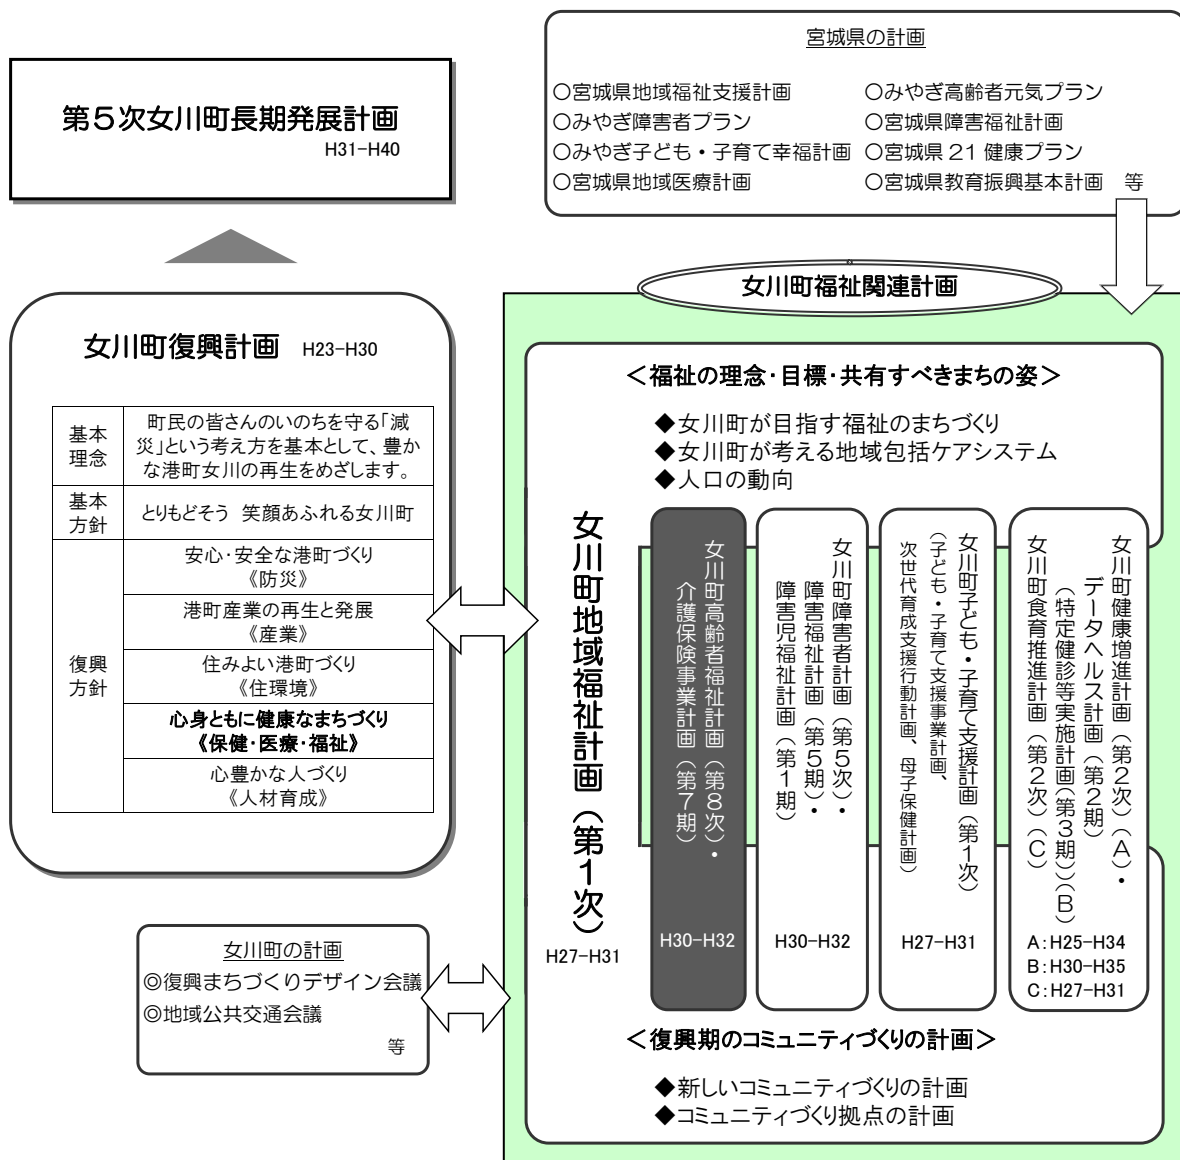 宮城県の計画
○宮城県地域福祉支援計画
○みやぎ高齢者元気プラン
○みやぎ障害者プラン
○宮城県障害福祉計画
○みやぎ子ども・子育て幸福計画
○宮城県21健康プラン
○宮城県地域医療計画
○宮城県教育振興基本計画 等
第5次女川町長期発展計画
H31-H40
女川町復興計画 H23-H30
基本
理念
町民の皆さんのいのちを守る「減
災」という考え方を基本として、豊か
な港町女川の再生をめざします。
基本
方針
とりもどそう 笑顔あふれる女川町
復興
方針
安心・安全な港町づくり
《防災》
港町産業の再生と発展
《産業》
住みよい港町づくり
《住環境》
心身ともに健康なまちづくり
《保健・医療・福祉》
心豊かな人づくり
《人材育成》
女川町の計画
◎復興まちづくりデザイン会議
◎地域公共交通会議
等
女川町福祉関連計画
＜福祉の理念・目標・共有すべきまちの姿＞
◆女川町が目指す福祉のまちづくり
◆女川町が考える地域包括ケアシステム
◆人口の動向
女川町地域福祉計画（第1次）
H27-H31
女川町高齢者福祉計画（第8次）・
介護保険事業計画（第7期）
H30-H32
女川町障害者計画（第5次）・
障害福祉計画（第5期）・
障害児福祉計画（第1期）
H30-H32
女川町子ども・子育て支援計画（第1次）
（子ども・子育て支援事業計画、
次世代育成支援行動計画、母子保健計画）
H27-H31
女川町健康増進計画（第2次）（A）・
データヘルス計画（第2期）
（特定健診等実施計画（第3期））（B）
女川町食育推進計画（第2次）（C）
A:H25-H34
B:H30-H35
C:H27-H31
＜復興期のコミュニティづくりの計画＞
◆新しいコミュニティづくりの計画
◆コミュニティづくり拠点の計画